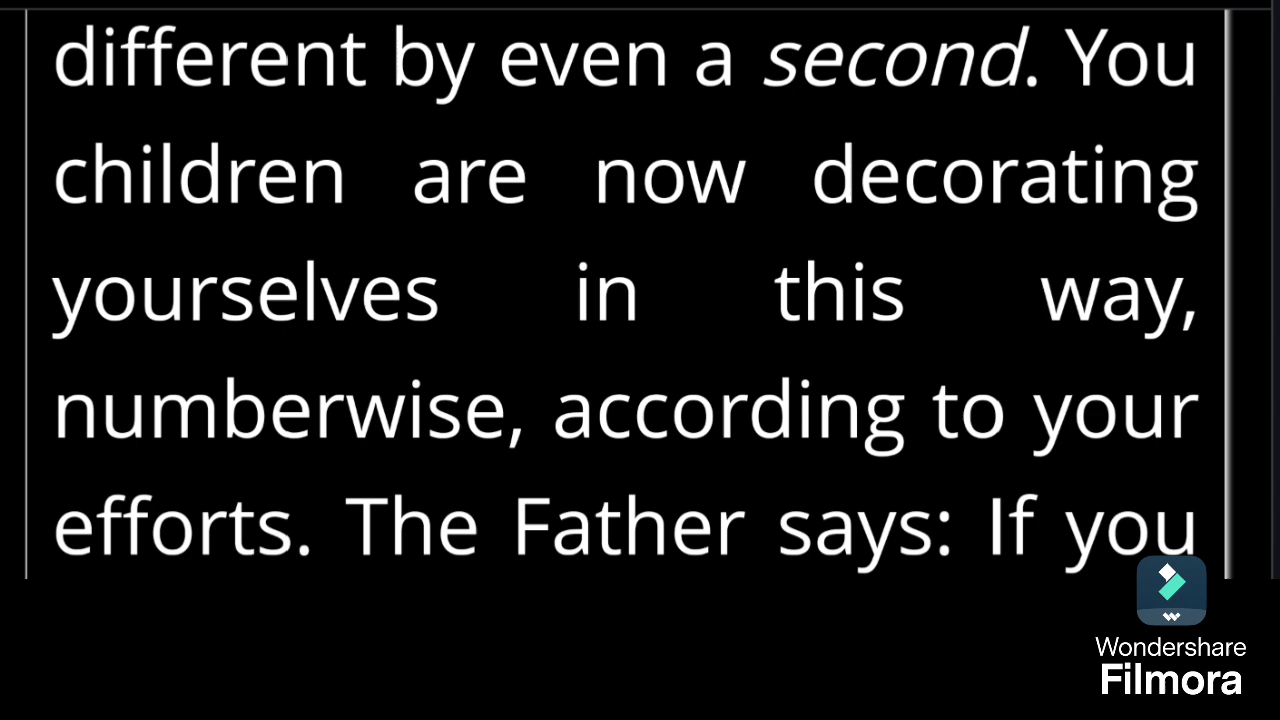 different by even a second. You
children are now decorating
yourselves in this way,
numberwise, according to your
efforts. The Father says: If you
Wondershare
Filmora